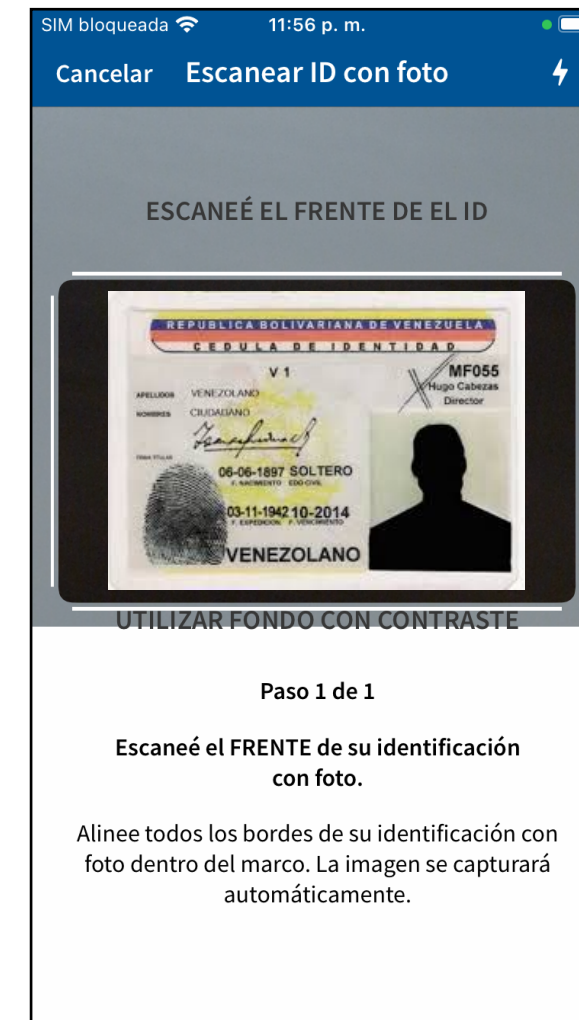 SIM bloqueada 11:56 p. m.
Cancelar Escanear ID con foto
ESCANEÉ EL FRENTE DE EL ID
REPUBLICA BOLIVARIANA DE VENEZUELA
CEDULA DE IDENTIDAD
V 1
MF055
Hugo Cabezas
Director
APELLIDOS VENEZOLANO
NOMBRES CIUDADANO
FIRMA TITULAR
06-06-1897 SOLTERO
F. NACIMIENTO EDO CIVIL
03-11-1942 10-2014
F. EXPEDICION F. VENCIMIENTO
VENEZOLANO
UTILIZAR FONDO CON CONTRASTE
Paso 1 de 1
Escaneé el FRENTE de su identificación
con foto.
Alinee todos los bordes de su identificación con
foto dentro del marco. La imagen se capturará
automáticamente.